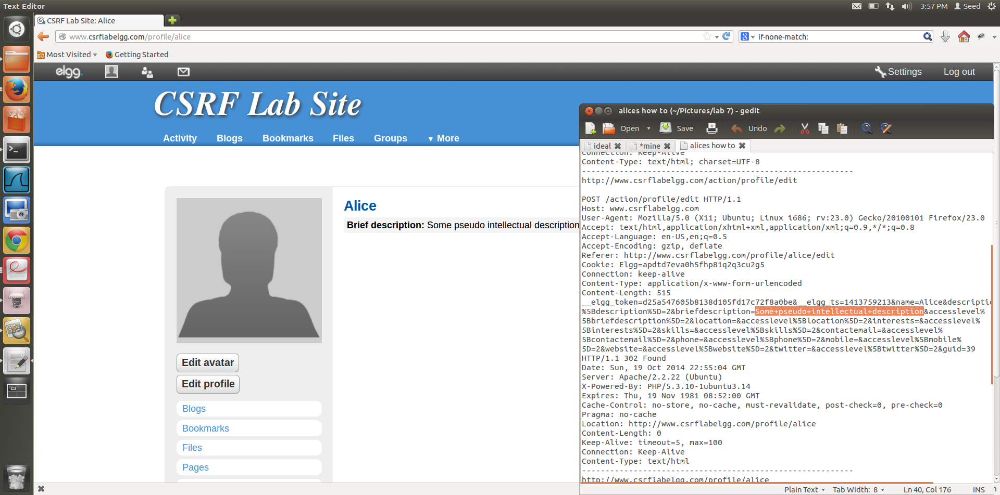 Text Editor
3:57 PM Seed
CSRF Lab Site: Alice
www.csrflabelgg.com/profile/alice
if-none-match:
Most Visited
Getting Started
elgg.
Settings
Log out
CSRF Lab Site
Activity
Blogs
Bookmarks
Files
Groups
More
Alice
Brief description: Some pseudo intellectual description
Edit avatar
Edit profile
Blogs
Bookmarks
Files
Pages
alices how to (~/Pictures/lab 7) - gedit
Open
Save
Undo
ideal
*mine
alices how to
Connection: Keep-Alive
Content-Type: text/html; charset=UTF-8
----------------------------------------------------------
http://www.csrflabelgg.com/action/profile/edit
POST /action/profile/edit HTTP/1.1
Host: www.csrflabelgg.com
User-Agent: Mozilla/5.0 (X11; Ubuntu; Linux i686; rv:23.0) Gecko/20100101 Firefox/23.0
Accept: text/html,application/xhtml+xml,application/xml;q=0.9,*/*;q=0.8
Accept-Language: en-US,en;q=0.5
Accept-Encoding: gzip, deflate
Referer: http://www.csrflabelgg.com/profile/alice/edit
Cookie: Elgg=apdtd7eva0h5fhp81q2q3cu2g5
Connection: keep-alive
Content-Type: application/x-www-form-urlencoded
Content-Length: 515
__elgg_token=d25a547605b8138d105fd17c72f8a0be&__elgg_ts=1413759213&name=Alice&descriptio
%5Bdescription%5D=2&briefdescription=Some+pseudo+intellectual+description&accesslevel%
5Bbriefdescription%5D=2&location=&accesslevel%5Blocation%5D=2&interests=&accesslevel%
5Binterests%5D=2&skills=&accesslevel%5Bskills%5D=2&contactemail=&accesslevel%
5Bcontactemail%5D=2&phone=&accesslevel%5Bphone%5D=2&mobile=&accesslevel%5Bmobile%
5D=2&website=&accesslevel%5Bwebsite%5D=2&twitter=&accesslevel%5Btwitter%5D=2&guid=39
HTTP/1.1 302 Found
Date: Sun, 19 Oct 2014 22:55:04 GMT
Server: Apache/2.2.22 (Ubuntu)
X-Powered-By: PHP/5.3.10-1ubuntu3.14
Expires: Thu, 19 Nov 1981 08:52:00 GMT
Cache-Control: no-store, no-cache, must-revalidate, post-check=0, pre-check=0
Pragma: no-cache
Location: http://www.csrflabelgg.com/profile/alice
Content-Length: 0
Keep-Alive: timeout=5, max=100
Connection: Keep-Alive
Content-Type: text/html
----------------------------------------------------------
http://www.csrflabelgg.com/profile/alice
Plain Text
Tab Width: 8
Ln 40, Col 176
INS